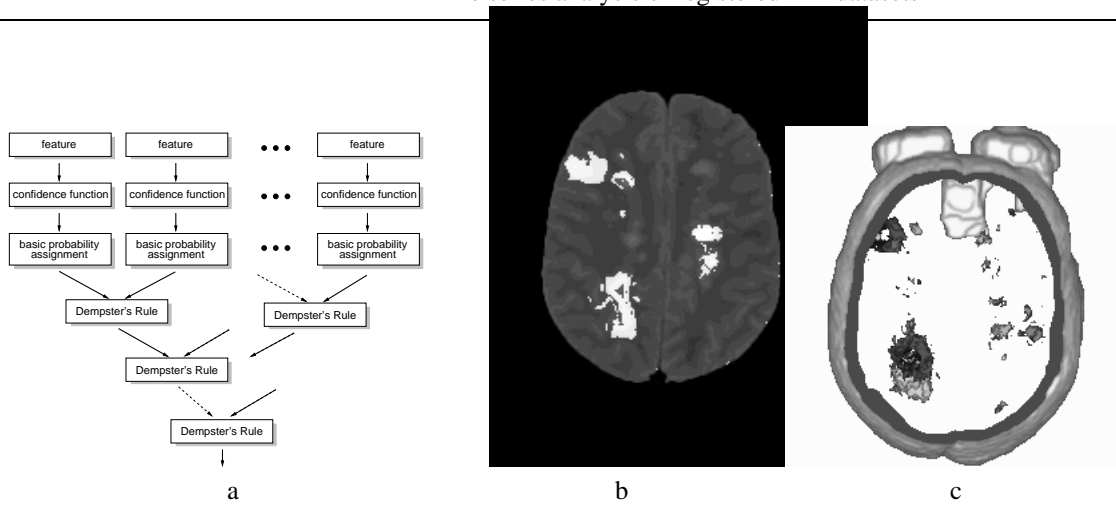 feature feature ••• feature
confidence function confidence function ••• confidence function
basic probability basic probability ••• basic probability
assignment assignment assignment
Dempster's Rule Dempster's Rule
Dempster's Rule
Dempster's Rule
a b c